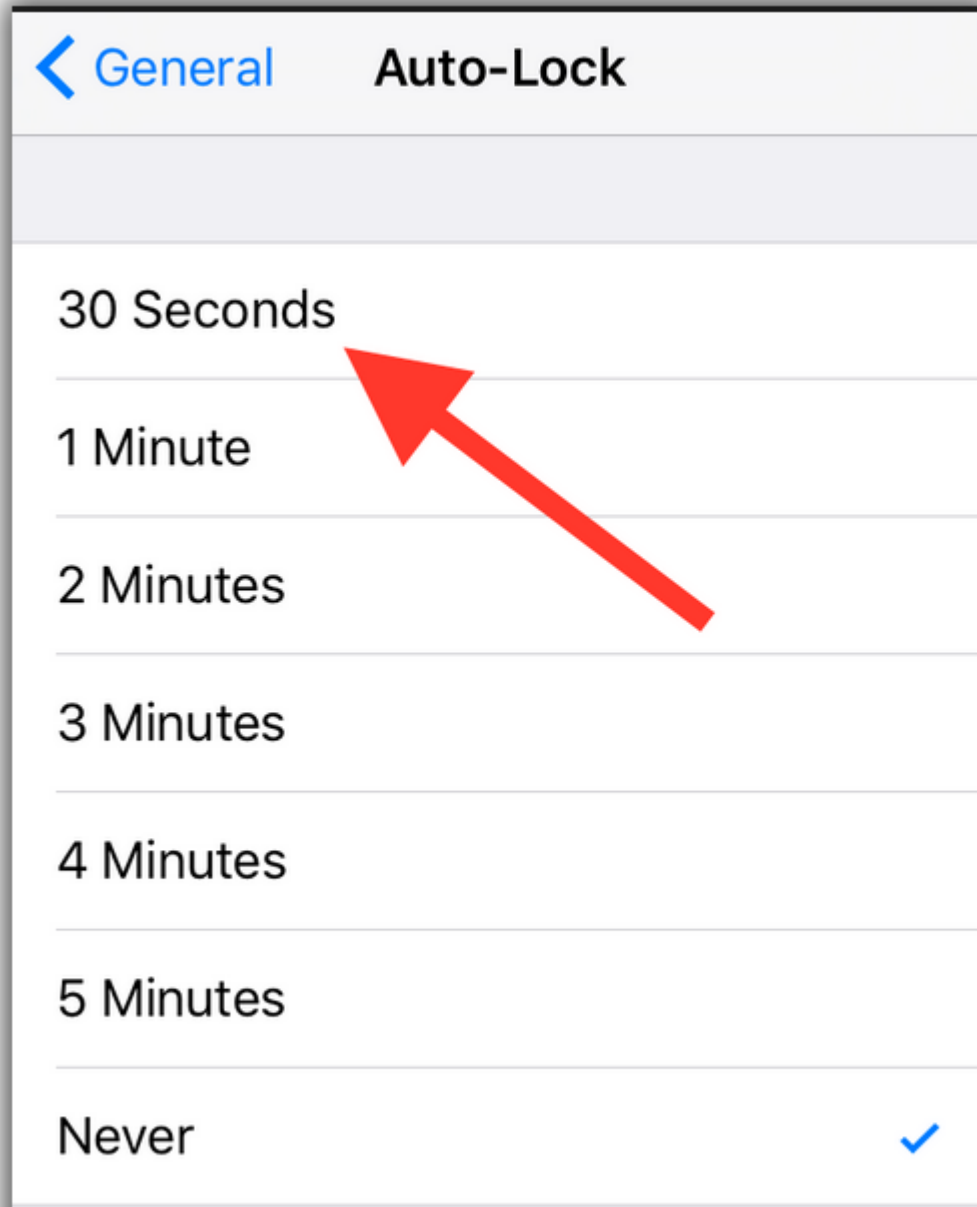 General Auto-Lock
30 Seconds
1 Minute
2 Minutes
3 Minutes
4 Minutes
5 Minutes
Never